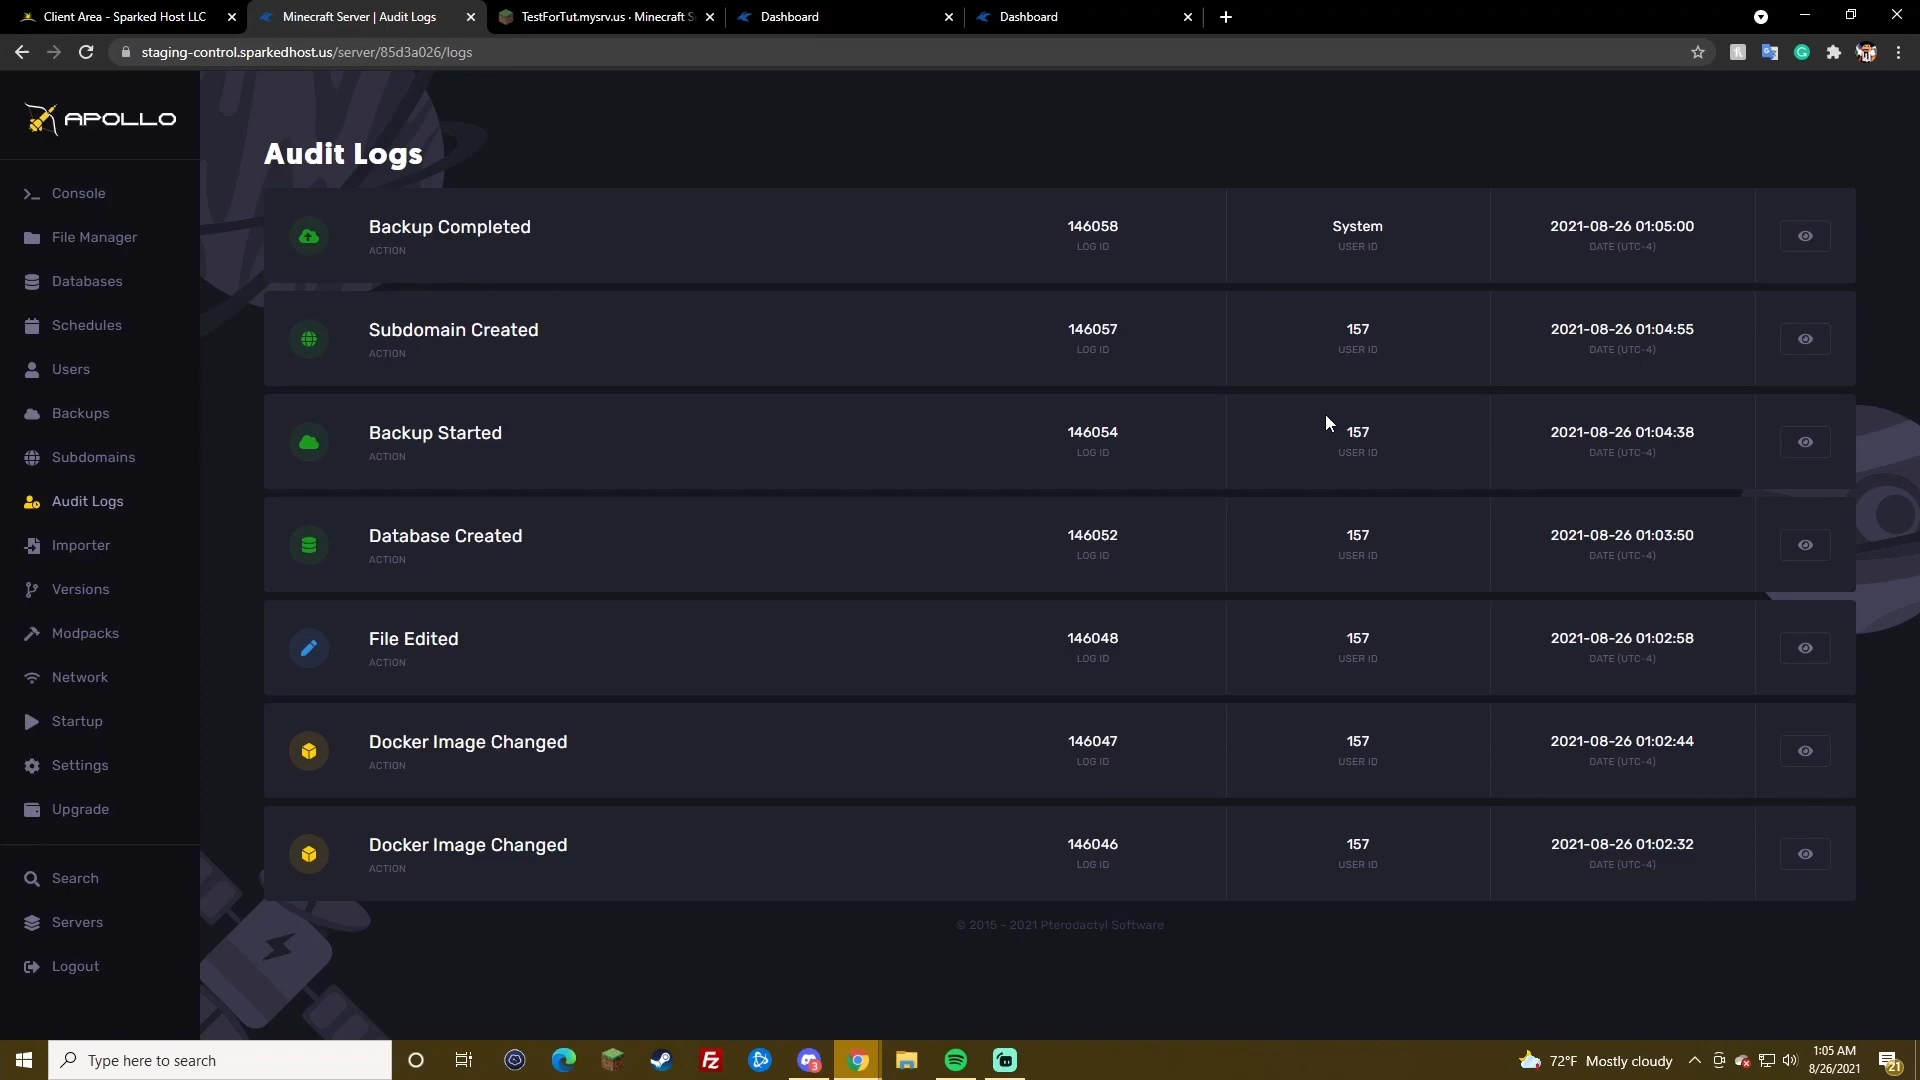 Client Area - Sparked Host LLC
Minecraft Server | Audit Logs
TestForTut.mysrv.us · Minecraft S
Dashboard
Dashboard
staging-control.sparkedhost.us/server/85d3a026/logs
APOLLO
Console
File Manager
Databases
Schedules
Users
Backups
Subdomains
Audit Logs
Importer
Versions
Modpacks
Network
Startup
Settings
Upgrade
Search
Servers
Logout
Audit Logs
Backup Completed
ACTION
146058
LOG ID
System
USER ID
2021-08-26 01:05:00
DATE (UTC-4)
Subdomain Created
ACTION
146057
LOG ID
157
USER ID
2021-08-26 01:04:55
DATE (UTC-4)
Backup Started
ACTION
146054
LOG ID
157
USER ID
2021-08-26 01:04:38
DATE (UTC-4)
Database Created
ACTION
146052
LOG ID
157
USER ID
2021-08-26 01:03:50
DATE (UTC-4)
File Edited
ACTION
146048
LOG ID
157
USER ID
2021-08-26 01:02:58
DATE (UTC-4)
Docker Image Changed
ACTION
146047
LOG ID
157
USER ID
2021-08-26 01:02:44
DATE (UTC-4)
Docker Image Changed
ACTION
146046
LOG ID
157
USER ID
2021-08-26 01:02:32
DATE (UTC-4)
© 2015 - 2021 Pterodactyl Software
Type here to search
72°F Mostly cloudy
1:05 AM
8/26/2021
21